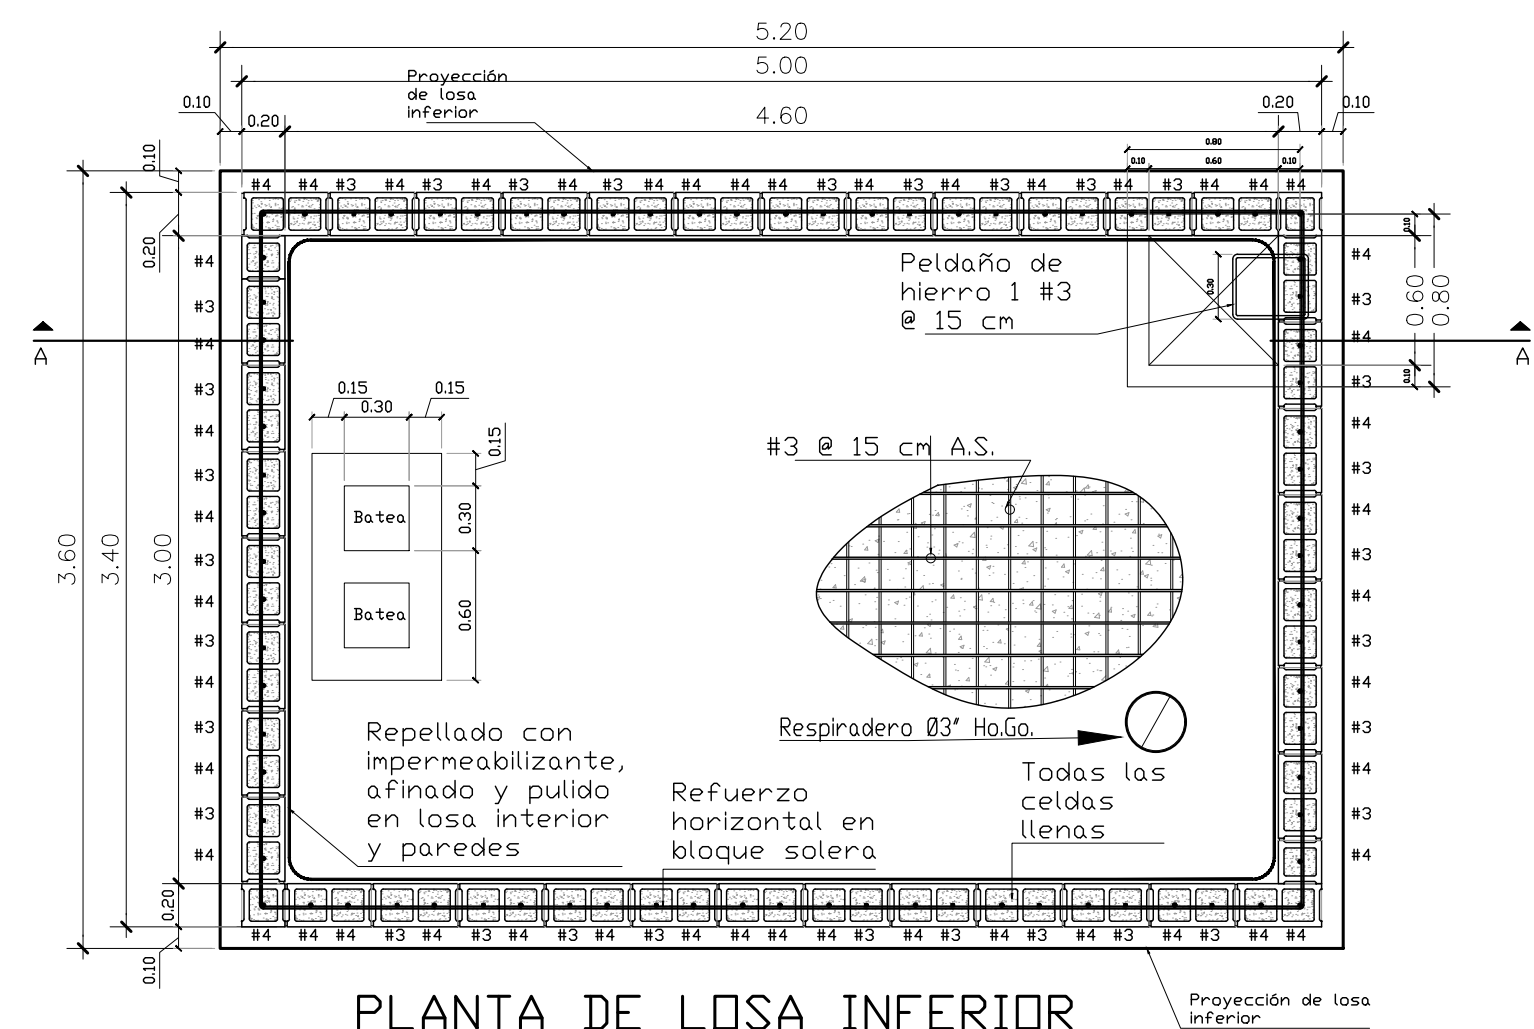 5.20
5.00
Proyección
de losa
inferior
0.10
0.20
4.60
0.20
0.10
0.80
0.10 0.60 0.10
0.10
#4 #4 #3 #4 #3 #4 #3 #4 #3 #4 #4 #4 #4 #3 #4 #3 #4 #3 #4 #3 #4 #3 #4 #3 #4
0.20
0.10
0.60
0.80
0.10
#4
#3
#4
#3
#4
#3
#4
#3
#4
#3
#4
#3
#4
#3
#4
Peldaño de
hierro 1 #3
@ 15 cm
0.30
A
A
#4
#3
#4
#3
#4
#3
#4
#3
#4
#3
#4
#3
#4
#3
#4
0.15
0.30
0.15
0.15
0.30
0.60
Batea
Batea
#3 @ 15 cm A.S.
3.60
3.40
3.00
Respiradero Ø3" Ho.Go.
Repellado con
impermeabilizante,
afinado y pulido
en losa interior
y paredes
Refuerzo
horizontal en
bloque solera
Todas las
celdas
llenas
0.20
0.10
#4 #4 #4 #3 #4 #3 #4 #3 #4 #3 #4 #3 #4 #3 #4 #3 #4 #4 #3 #4 #3 #4 #3 #4 #4
Proyección de losa
inferior
PLANTA DE LOSA INFERIOR